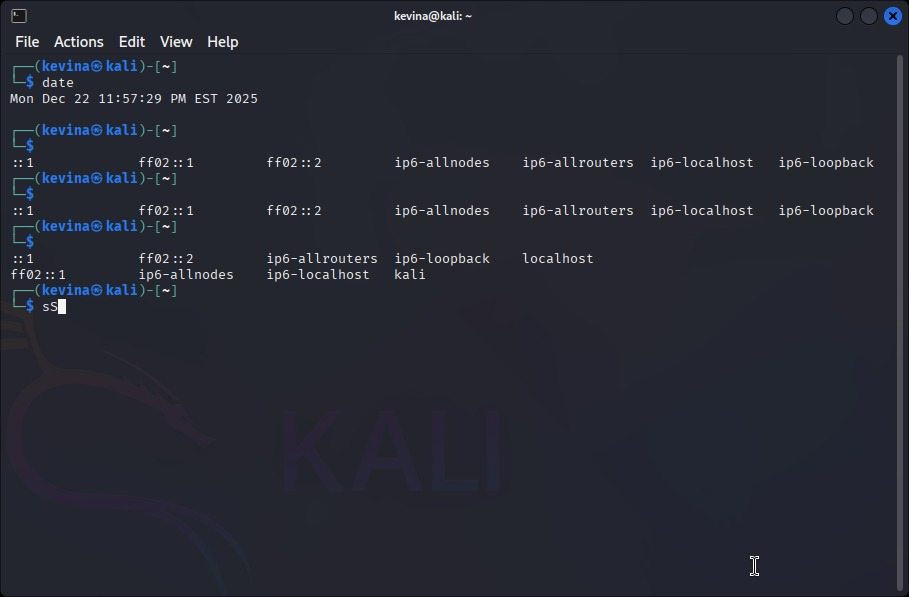 kevina@kali: ~
File Actions Edit View Help
┌──(kevina㉿kali)-[~]
└─$ date
Mon Dec 22 11:57:29 PM EST 2025
┌──(kevina㉿kali)-[~]
└─$
::1 ff02::1 ff02::2 ip6-allnodes ip6-allrouters ip6-localhost ip6-loopback
┌──(kevina㉿kali)-[~]
└─$
::1 ff02::1 ff02::2 ip6-allnodes ip6-allrouters ip6-localhost ip6-loopback
┌──(kevina㉿kali)-[~]
└─$
::1 ff02::2 ip6-allrouters ip6-loopback localhost
ff02::1 ip6-allnodes ip6-localhost kali
┌──(kevina㉿kali)-[~]
└─$ sS
KALI